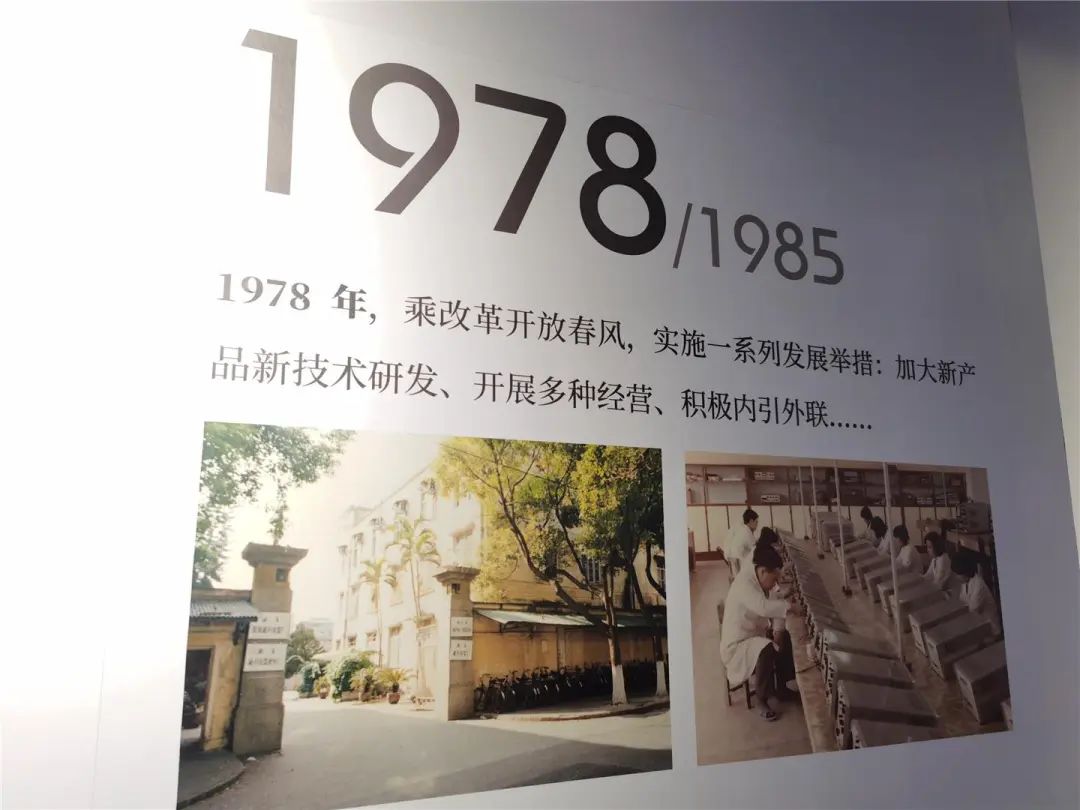 1978/1985
1978 年，乘改革开放春风，实施一系列发展举措：加大新产
品新技术研发、开展多种经营、积极内引外联……